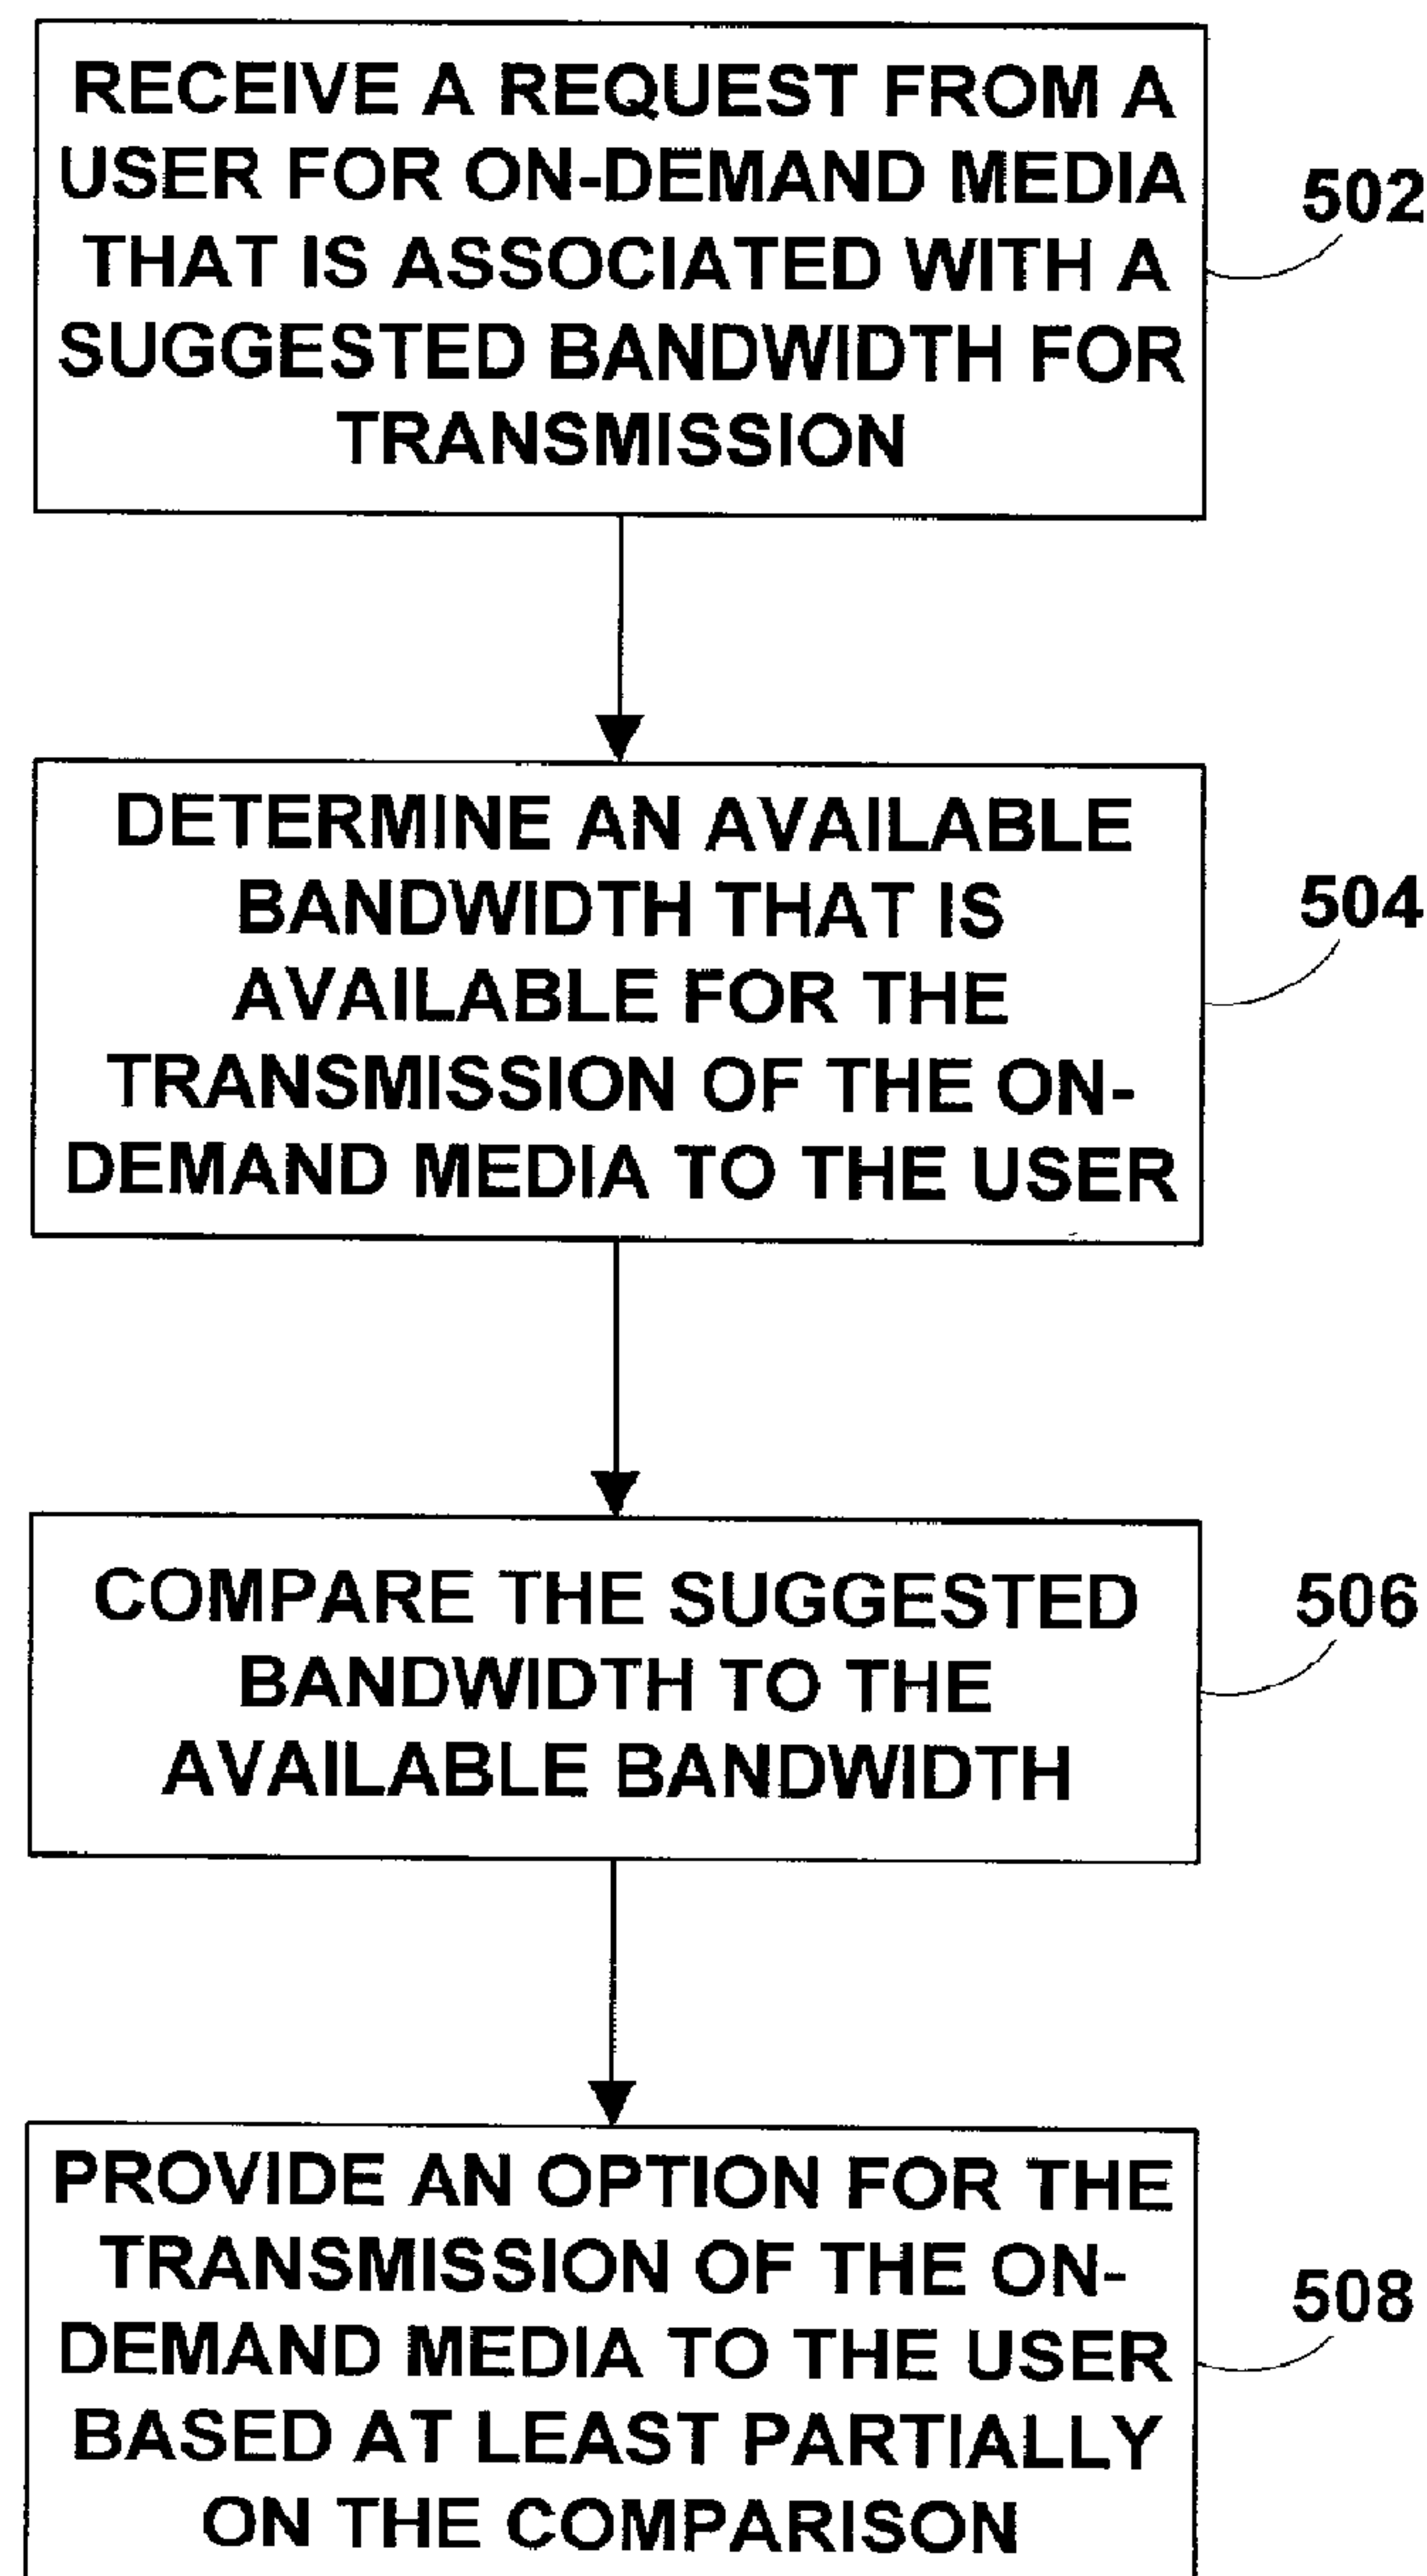 RECEIVE A REQUEST FROM A
USER FOR ON-DEMAND MEDIA
THAT IS ASSOCIATED WITH A
SUGGESTED BANDWIDTH FOR
TRANSMISSION
502
DETERMINE AN AVAILABLE
BANDWIDTH THAT IS
AVAILABLE FOR THE
TRANSMISSION OF THE ON-
DEMAND MEDIA TO THE USER
504
COMPARE THE SUGGESTED
BANDWIDTH TO THE
AVAILABLE BANDWIDTH
506
PROVIDE AN OPTION FOR THE
TRANSMISSION OF THE ON-
DEMAND MEDIA TO THE USER
BASED AT LEAST PARTIALLY
ON THE COMPARISON
508